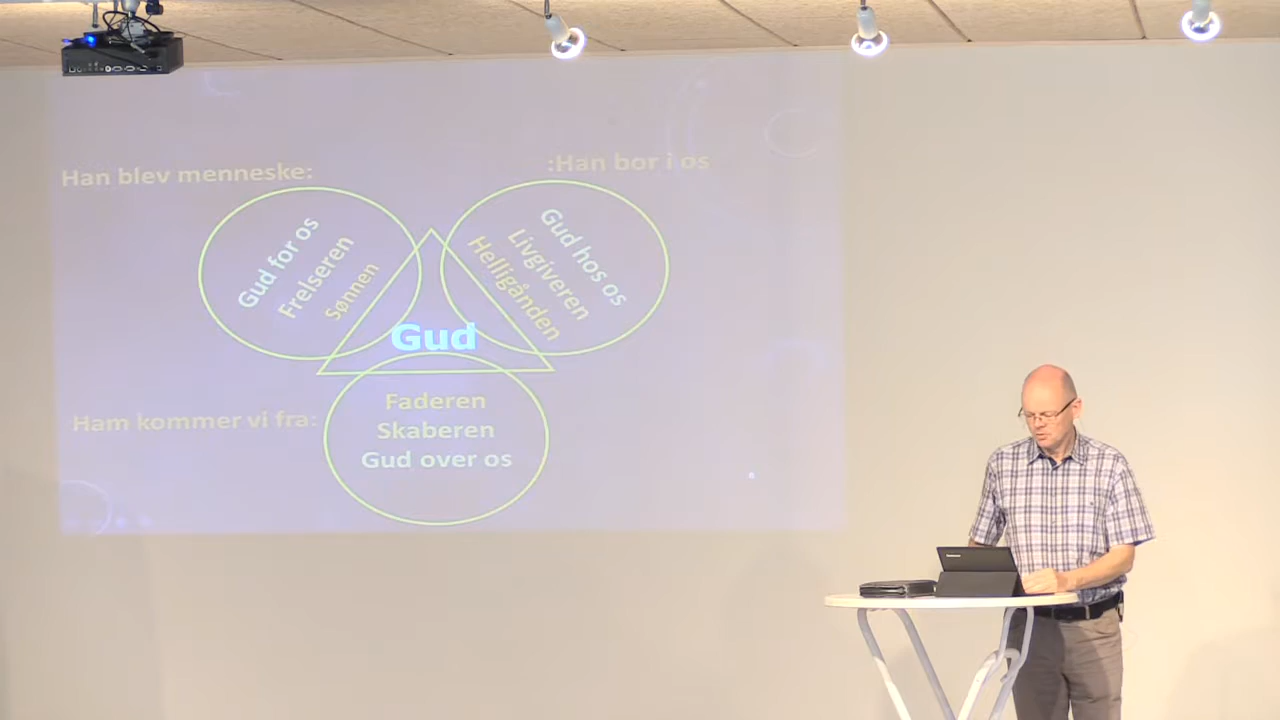 Han blev menneske:
:Han bor i os
Gud for os
Frelseren
Sønnen
Gud hos os
Livgiveren
Helligånden
Gud
Ham kommer vi fra:
Faderen
Skaberen
Gud over os